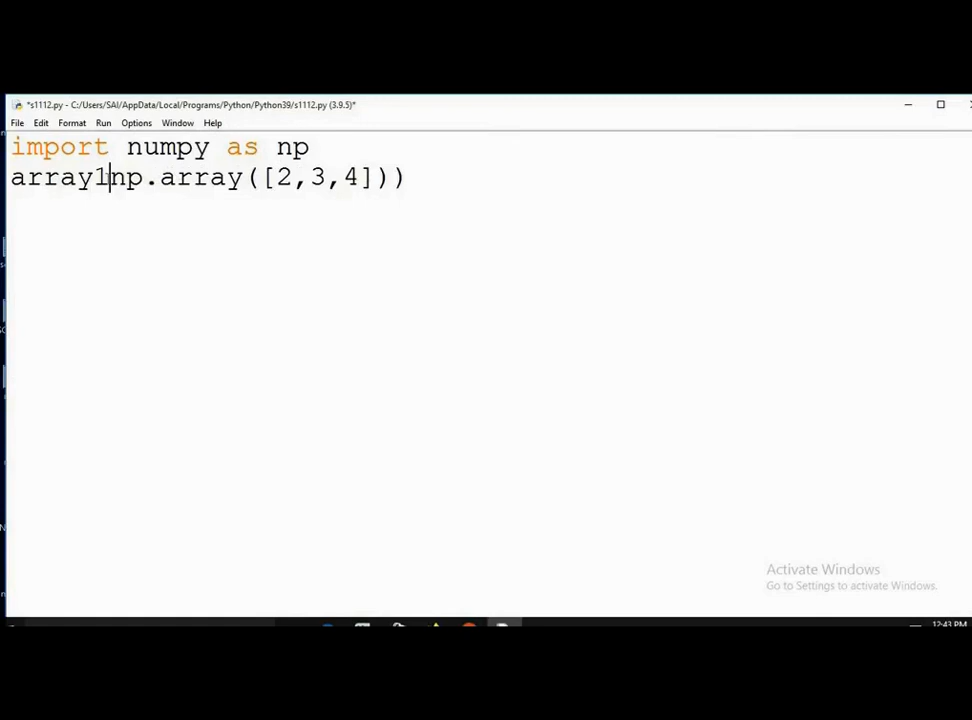 *s1112.py - C:/Users/SAI/AppData/Local/Programs/Python/Python39/s1112.py (3.9.5)*
File Edit Format Run Options Window Help
import numpy as np
array1np.array([2,3,4]))
Activate Windows
Go to Settings to activate Windows.
12:43 PM